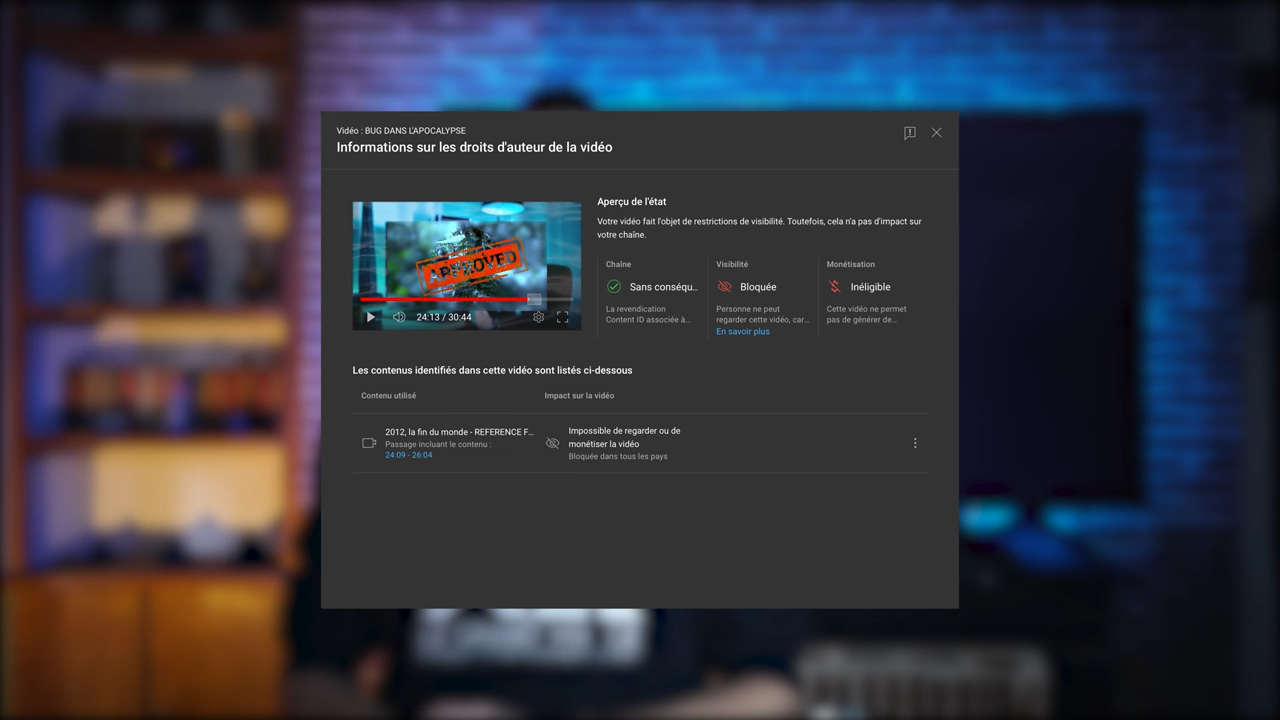 Vidéo : BUG DANS L'APOCALYPSE
Informations sur les droits d'auteur de la vidéo
APPROVED
24:13 / 30:44
Aperçu de l'état
Votre vidéo fait l'objet de restrictions de visibilité. Toutefois, cela n'a pas d'impact sur
votre chaîne.
Chaîne
Sans conséqu...
La revendication
Content ID associée à...
Visibilité
Bloquée
Personne ne peut
regarder cette vidéo, car...
En savoir plus
Monétisation
Inéligible
Cette vidéo ne permet
pas de générer de...
Les contenus identifiés dans cette vidéo sont listés ci-dessous
Contenu utilisé
Impact sur la vidéo
2012, la fin du monde - REFERENCE F...
Passage incluant le contenu :
24:09 - 26:04
Impossible de regarder ou de
monétiser la vidéo
Bloquée dans tous les pays